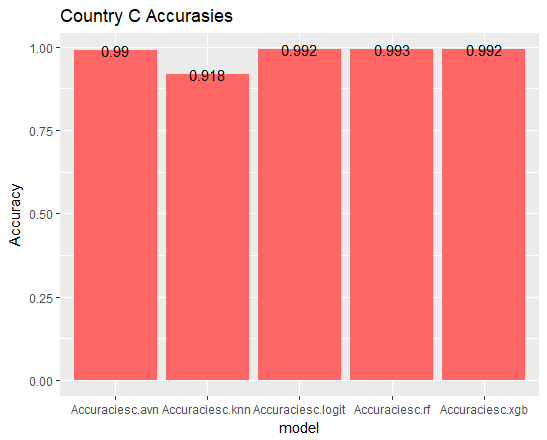 Country C Accurasies
Accuracy
1.00
0.75
0.50
0.25
0.00
0.99
0.918
0.992
0.993
0.992
Accuraciesc.avn Accuraciesc.knn Accuraciesc.logit Accuraciesc.rf Accuraciesc.xgb
model